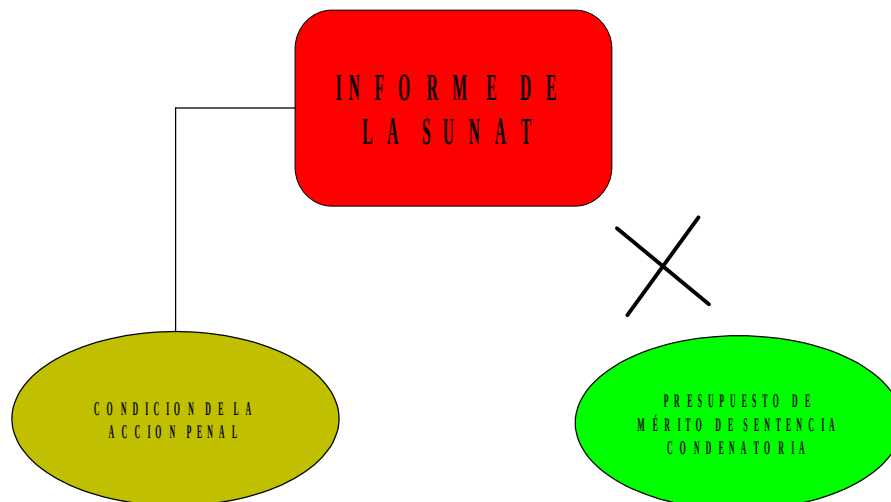 INFORME DE
LA SUNAT
CONDICION DE LA
ACCION PENAL
PRESUPUESTO DE
MÉRITO DE SENTENCIA
CONDENATORIA